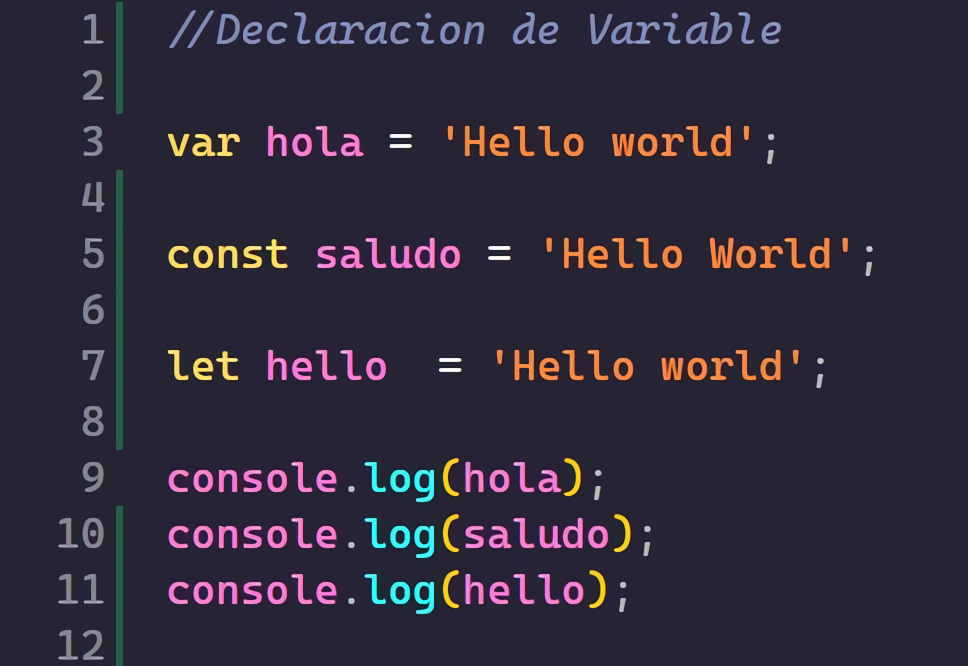 1 //Declaracion de Variable
2
3 var hola = 'Hello world';
4
5 const saludo = 'Hello World';
6
7 let hello  = 'Hello world';
8
9 console.log(hola);
10 console.log(saludo);
11 console.log(hello);
12